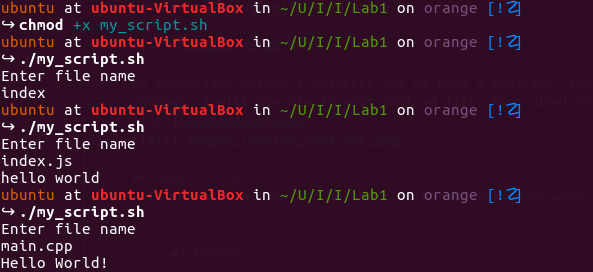 ubuntu at ubuntu-VirtualBox in ~/U/I/I/Lab1 on orange [!☡]
↪ chmod +x my_script.sh
ubuntu at ubuntu-VirtualBox in ~/U/I/I/Lab1 on orange [!☡]
↪ ./my_script.sh
Enter file name
index
ubuntu at ubuntu-VirtualBox in ~/U/I/I/Lab1 on orange [!☡]
↪ ./my_script.sh
Enter file name
index.js
hello world
ubuntu at ubuntu-VirtualBox in ~/U/I/I/Lab1 on orange [!☡]
↪ ./my_script.sh
Enter file name
main.cpp
Hello World!